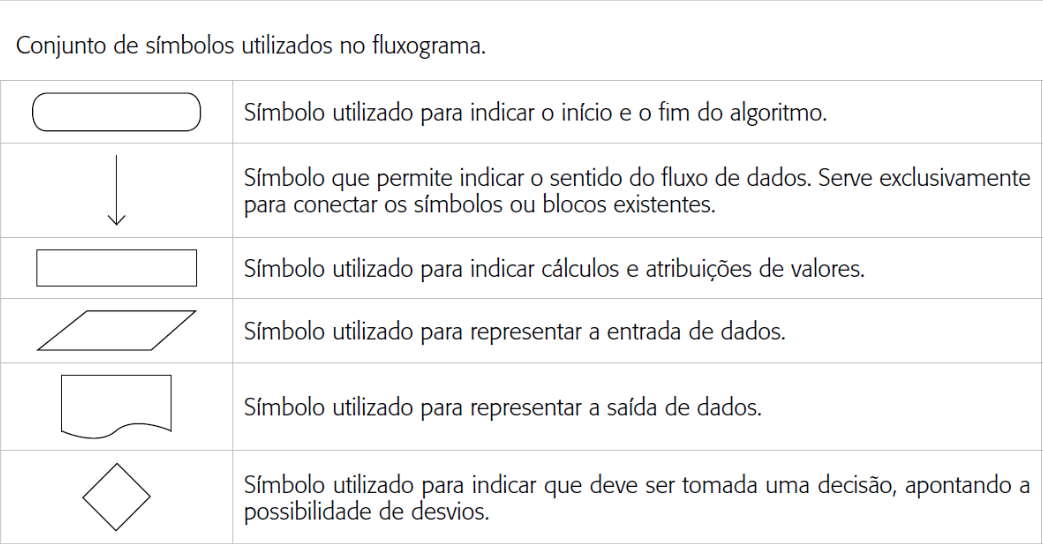 Conjunto de símbolos utilizados no fluxograma.
Símbolo utilizado para indicar o início e o fim do algoritmo.
Símbolo que permite indicar o sentido do fluxo de dados. Serve exclusivamente
para conectar os símbolos ou blocos existentes.
Símbolo utilizado para indicar cálculos e atribuições de valores.
Símbolo utilizado para representar a entrada de dados.
Símbolo utilizado para representar a saída de dados.
Símbolo utilizado para indicar que deve ser tomada uma decisão, apontando a
possibilidade de desvios.